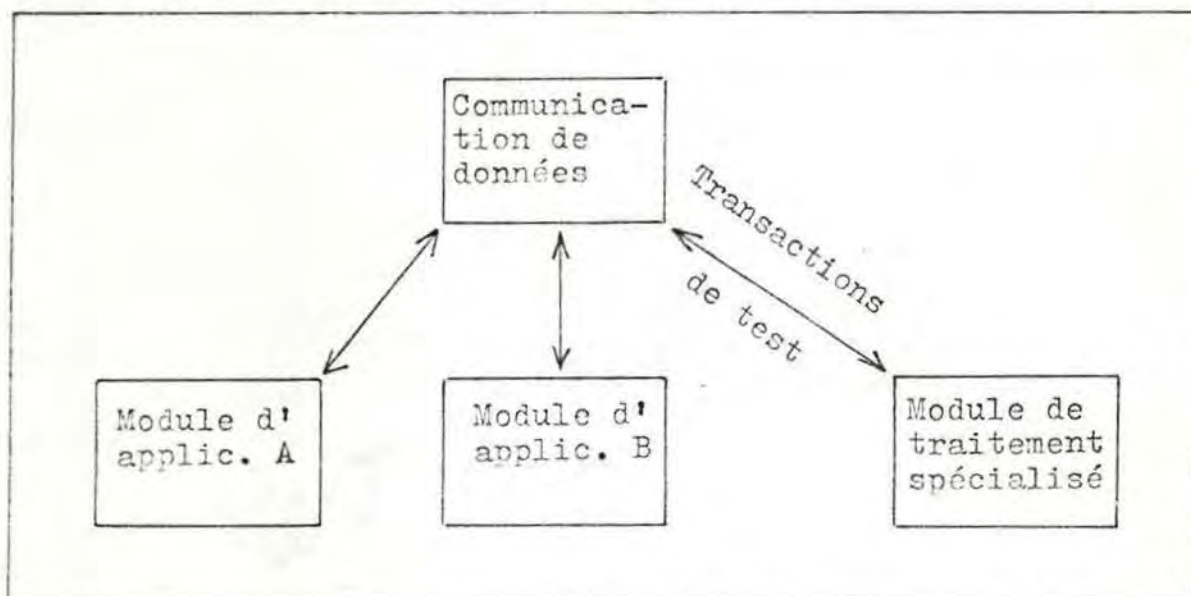 Communica-
tion de
données
Transactions
de test
Module d'
applic. A
Module d'
applic. B
Module de
traitement
spécialisé